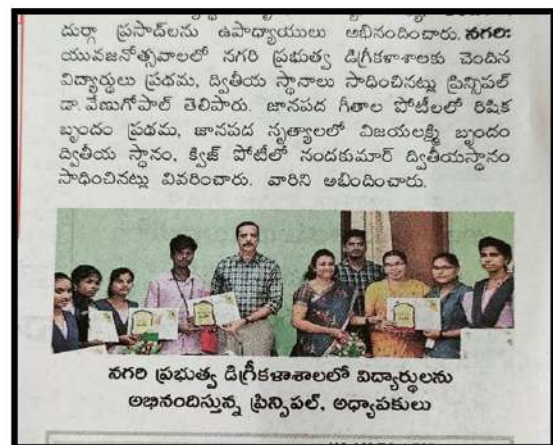 దుర్గా ప్రసాద్‌లను ఉపాధ్యాయులు అభినందించారు. నగరి:
యువజనోత్సవాలలో నగరి ప్రభుత్వ డిగ్రీకళాశాలకు చెందిన
విద్యార్థులు ప్రథమ, ద్వితీయ స్థానాలు సాధించినట్లు ప్రిన్సిపల్
డా. వేణుగోపాల్ తెలిపారు. జానపద గీతాల పోటీలలో రిషిక
బృందం ప్రథమ, జానపద నృత్యాలలో విజయలక్ష్మి బృందం
ద్వితీయ స్థానం, క్విజ్ పోటీలో నందకుమార్ ద్వితీయస్థానం
సాధించినట్లు వివరించారు. వారిని అభిందించారు.
నగరి ప్రభుత్వ డిగ్రీకళాశాలలో విద్యార్థులను
అభినందిస్తున్న ప్రిన్సిపల్, అధ్యాపకులు